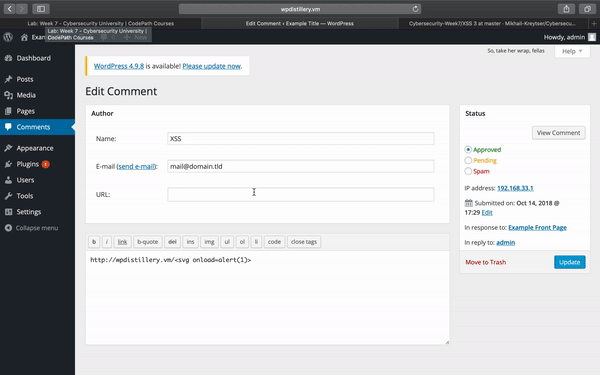 wpdistillery.vm
Lab: Week 7 – Cybersecurity University | CodePath Courses
Edit Comment ‹ Example Title — WordPress
Cybersecurity-Week7/XSS 3 at master · Mikhail-Kreytser/Cybersecu...
Lab: Week 7 – Cybersecurity University |
CodePath Courses
Exam
0
New
Howdy, admin
So, take her wrap, fellas
Help
Dashboard
Posts
Media
Pages
Comments
Appearance
Plugins 1
Users
Tools
Settings
Collapse menu
WordPress 4.9.8 is available! Please update now.
Edit Comment
Author
Name:
XSS
E-mail (send e-mail):
mail@domain.tld
URL:
b
i
link
b-quote
del
ins
img
ul
ol
li
code
close tags
http://wpdistillery.vm/<svg onload=alert(1)>
Status
View Comment
Approved
Pending
Spam
IP address: 192.168.33.1
Submitted on: Oct 14, 2018 @
17:29 Edit
In response to: Example Front Page
In reply to: admin
Move to Trash
Update